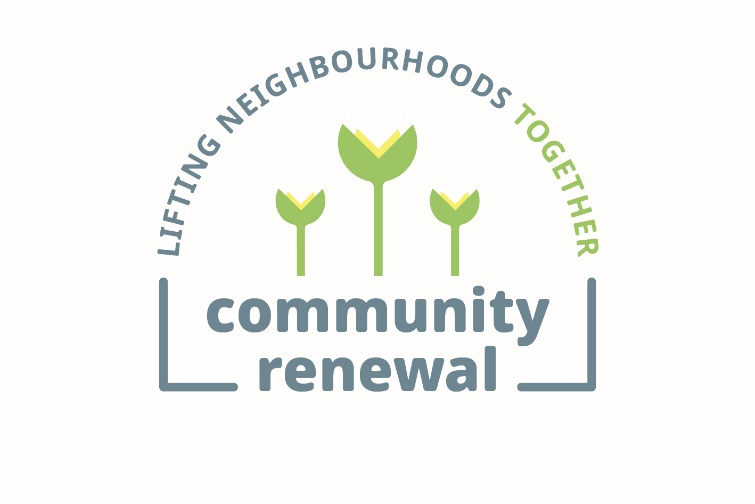 LIFTING NEIGHBOURHOODS TOGETHER
community
renewal